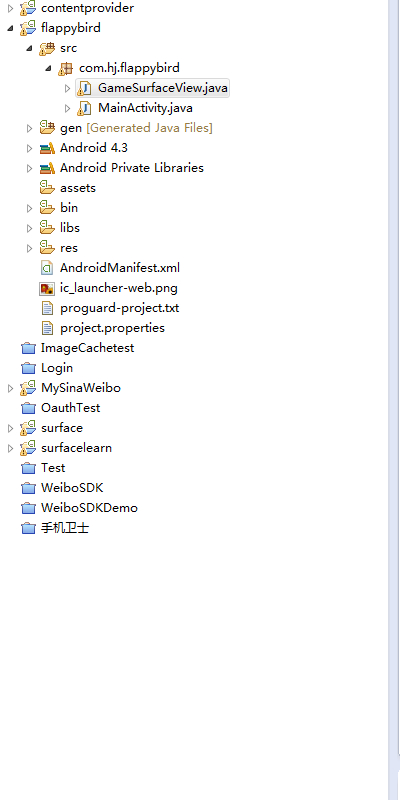 contentprovider
flappybird
src
com.hj.flappybird
GameSurfaceView.java
MainActivity.java
gen [Generated Java Files]
Android 4.3
Android Private Libraries
assets
bin
libs
res
AndroidManifest.xml
ic_launcher-web.png
proguard-project.txt
project.properties
ImageCachetest
Login
MySinaWeibo
OauthTest
surface
surfacelearn
Test
WeiboSDK
WeiboSDKDemo
手机卫士